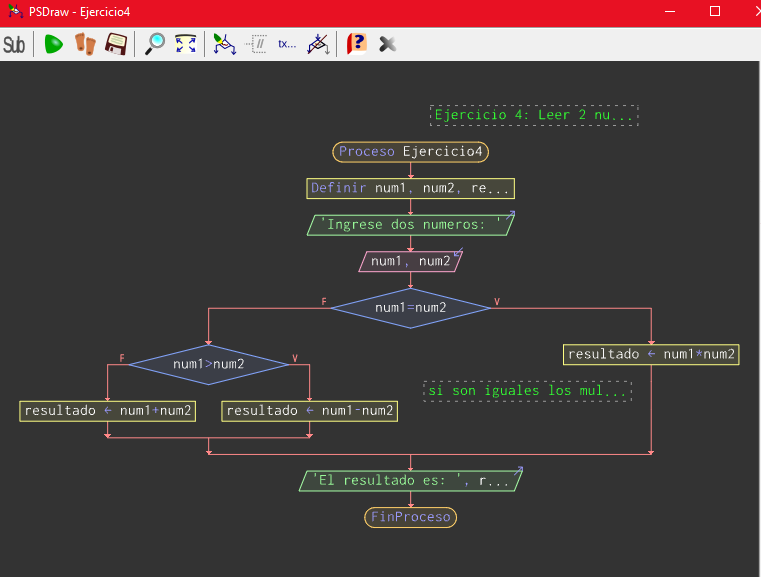 PSDraw - Ejercicio4
Sub
tx...
Ejercicio 4: Leer 2 nu...
Proceso Ejercicio4
Definir num1, num2, re...
'Ingrese dos numeros: '
num1, num2
num1=num2
F
V
num1>num2
F
V
resultado ← num1*num2
si son iguales los mul...
resultado ← num1+num2
resultado ← num1-num2
'El resultado es: ', r...
FinProceso